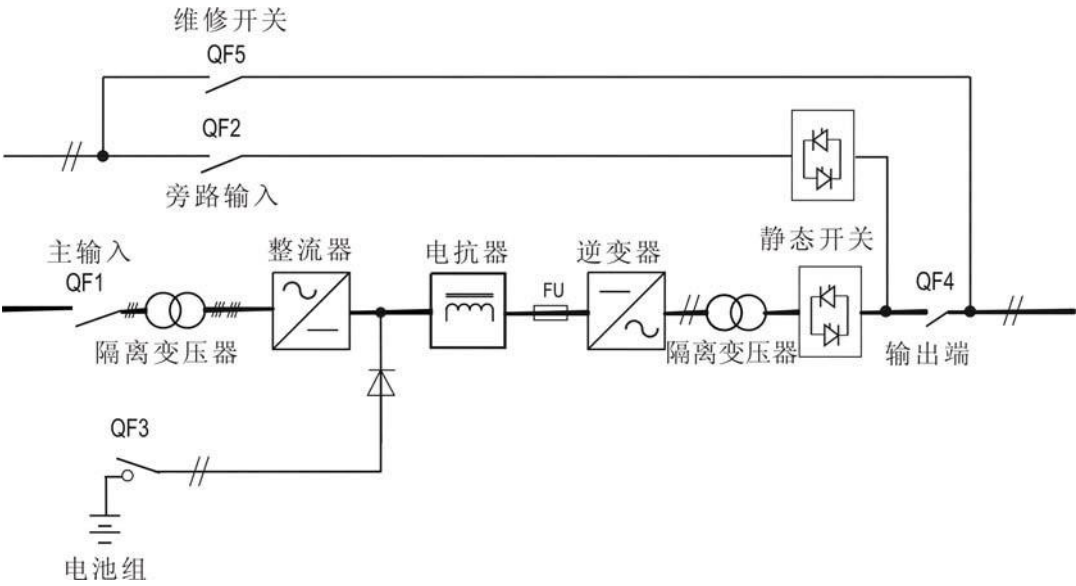 维修开关
QF5
QF2
旁路输入
主输入
QF1
隔离变压器
整流器
电抗器
FU
逆变器
隔离变压器
静态开关
QF4
输出端
QF3
电池组